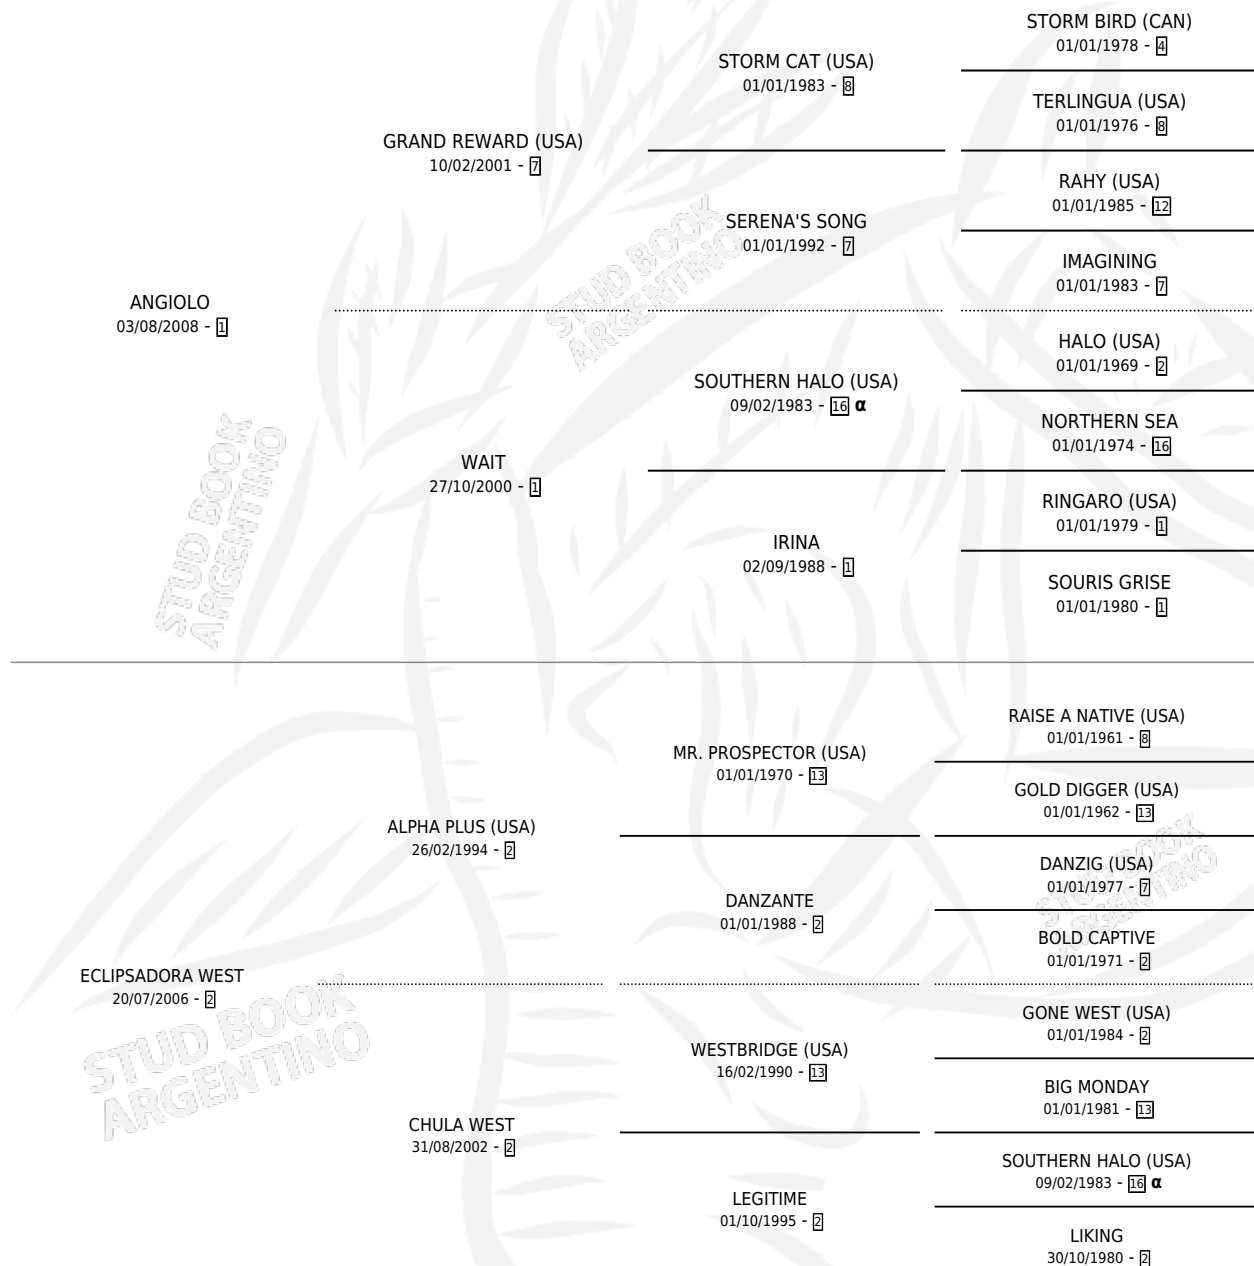 STORM BIRD (CAN)
01/01/1978 - 4
STORM CAT (USA)
01/01/1983 - 8
TERLINGUA (USA)
01/01/1976 - 8
GRAND REWARD (USA)
10/02/2001 - 7
RAHY (USA)
01/01/1985 - 12
SERENA'S SONG
01/01/1992 - 7
IMAGINING
01/01/1983 - 7
ANGIOLO
03/08/2008 - 1
HALO (USA)
01/01/1969 - 2
SOUTHERN HALO (USA)
09/02/1983 - 16 α
NORTHERN SEA
01/01/1974 - 16
WAIT
27/10/2000 - 1
RINGARO (USA)
01/01/1979 - 1
IRINA
02/09/1988 - 1
SOURIS GRISE
01/01/1980 - 1
RAISE A NATIVE (USA)
01/01/1961 - 8
MR. PROSPECTOR (USA)
01/01/1970 - 13
GOLD DIGGER (USA)
01/01/1962 - 13
ALPHA PLUS (USA)
26/02/1994 - 2
DANZIG (USA)
01/01/1977 - 7
DANZANTE
01/01/1988 - 2
BOLD CAPTIVE
01/01/1971 - 2
ECLIPSADORA WEST
20/07/2006 - 2
GONE WEST (USA)
01/01/1984 - 2
WESTBRIDGE (USA)
16/02/1990 - 13
BIG MONDAY
01/01/1981 - 13
CHULA WEST
31/08/2002 - 2
SOUTHERN HALO (USA)
09/02/1983 - 16 α
LEGITIME
01/10/1995 - 2
LIKING
30/10/1980 - 2
STUD BOOK
ARGENTINO
STUD BOOK
ARGENTINO
STUD BOOK
ARGENTINO
STUD BOOK
ARGENTINO